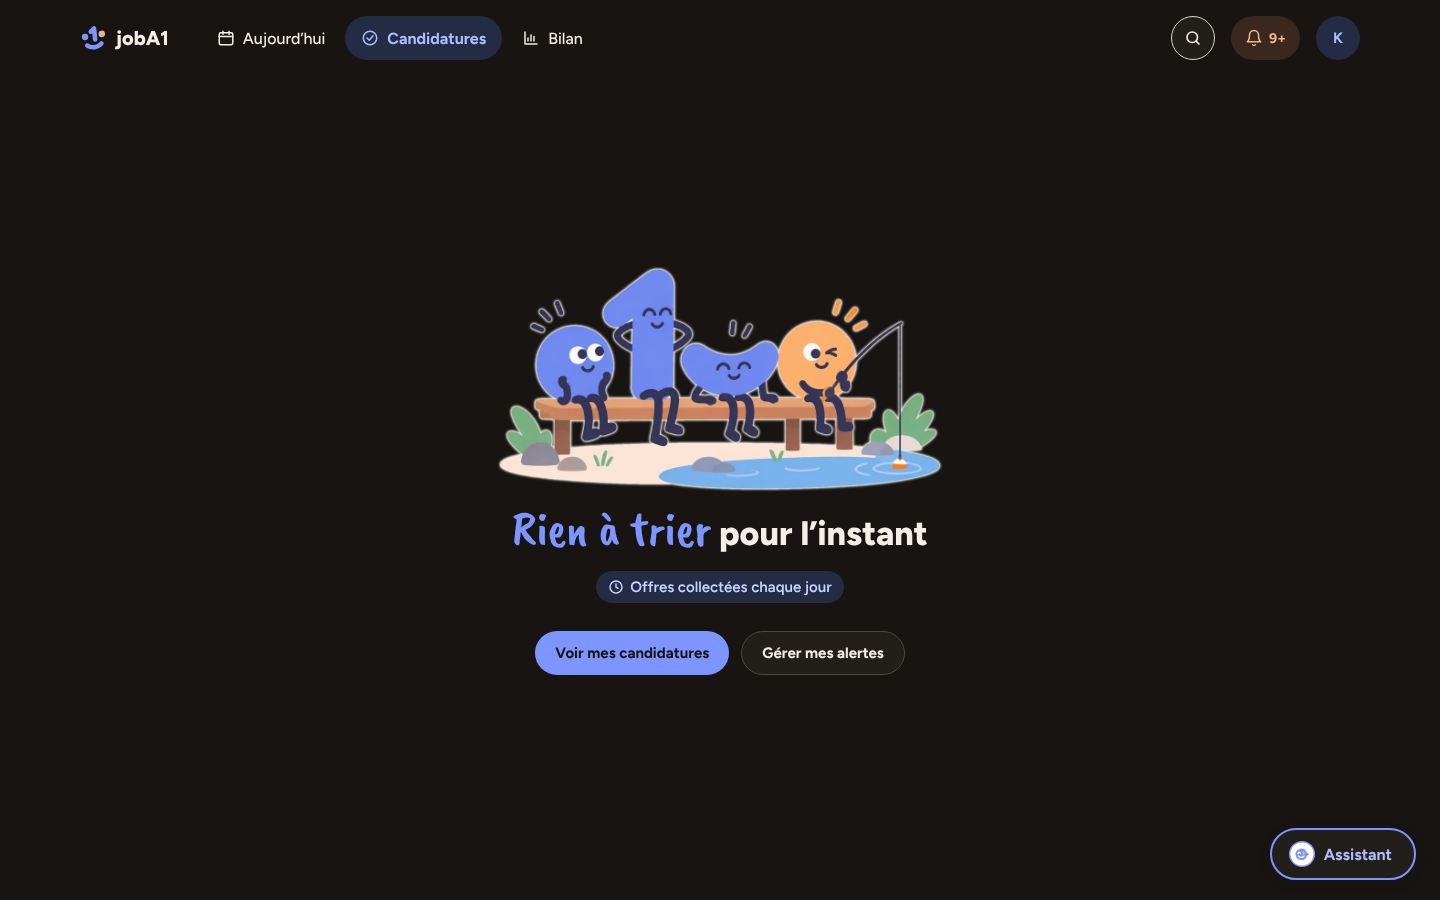 jobA1
Aujourd’hui
Candidatures
Bilan
9+
K
Rien à trier pour l’instant
Offres collectées chaque jour
Voir mes candidatures
Gérer mes alertes
Assistant